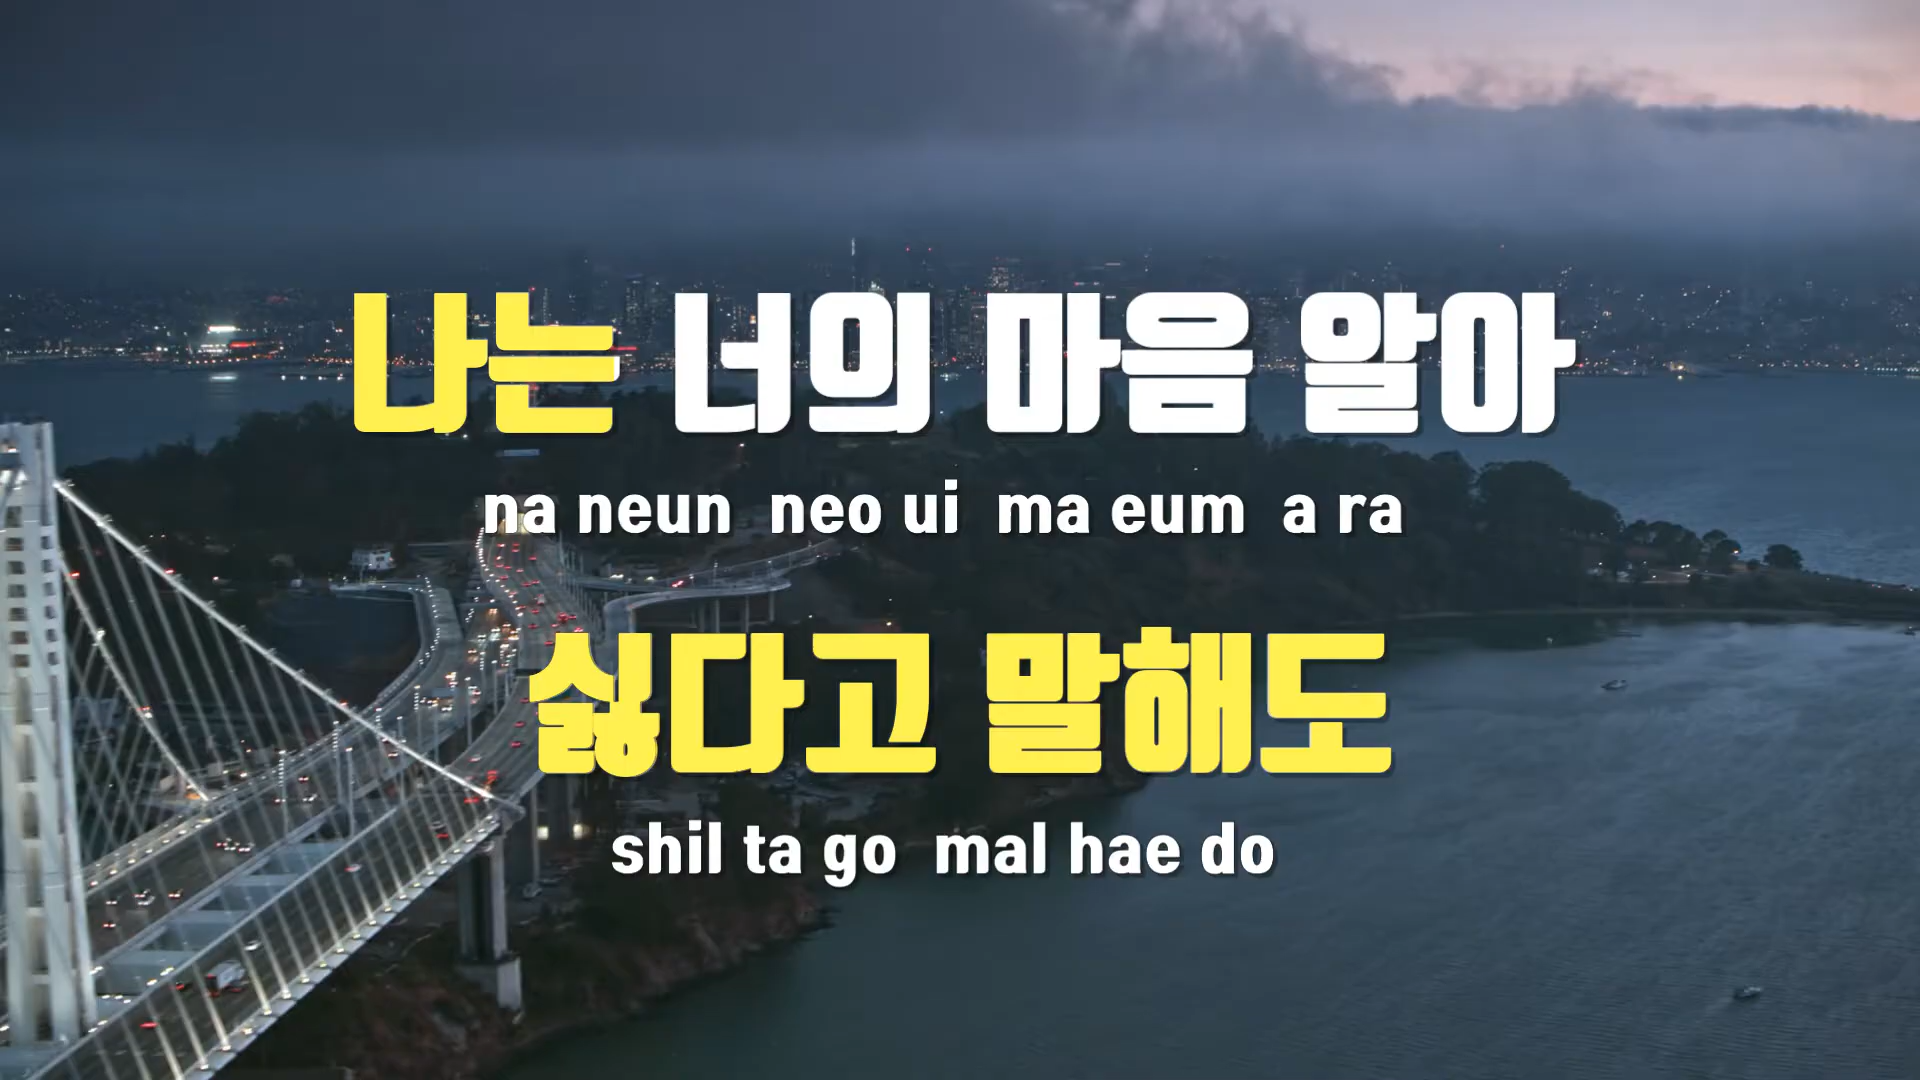 나는 너의 마음 알아
na neun neo ui ma eum a ra
싫다고 말해도
shil ta go mal hae do